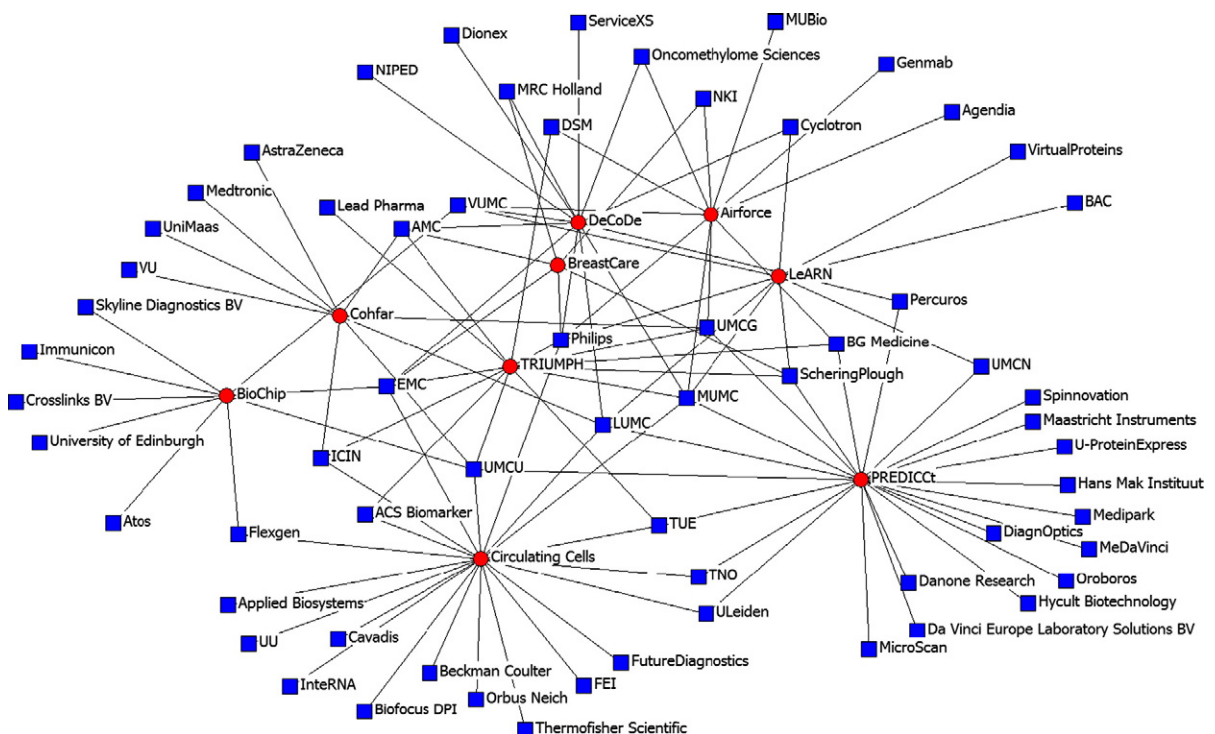 ServiceXS
MUBio
Dionex
Oncomethylome Sciences
Genmab
NIPED
MRC Holland
NKI
Agendia
DSM
Cyclotron
AstraZeneca
VirtualProteins
Medtronic
Lead Pharma
VUMC
BAC
UniMaas
AMC
DeCoDe
Airforce
VU
BreastCare
LeARN
Skyline Diagnostics BV
Cohfar
Percuros
Immunicon
Philips
UMCG
BG Medicine
TRIUMPH
UMCN
ScheringPlough
BioChip
EMC
MUMC
Spinnovation
Crosslinks BV
LUMC
Maastricht Instruments
University of Edinburgh
U-ProteinExpress
ICIN
UMCU
PREDICCt
Hans Mak Instituut
Atos
ACS Biomarker
Medipark
Flexgen
TUE
DiagnOptics
MeDaVinci
Circulating Cells
TNO
Danone Research
Oroboros
Applied Biosystems
ULeiden
Hycult Biotechnology
UU
Cavadis
Da Vinci Europe Laboratory Solutions BV
MicroScan
InteRNA
Beckman Coulter
FutureDiagnostics
FEI
Orbus Neich
Biofocus DPI
Thermofisher Scientific